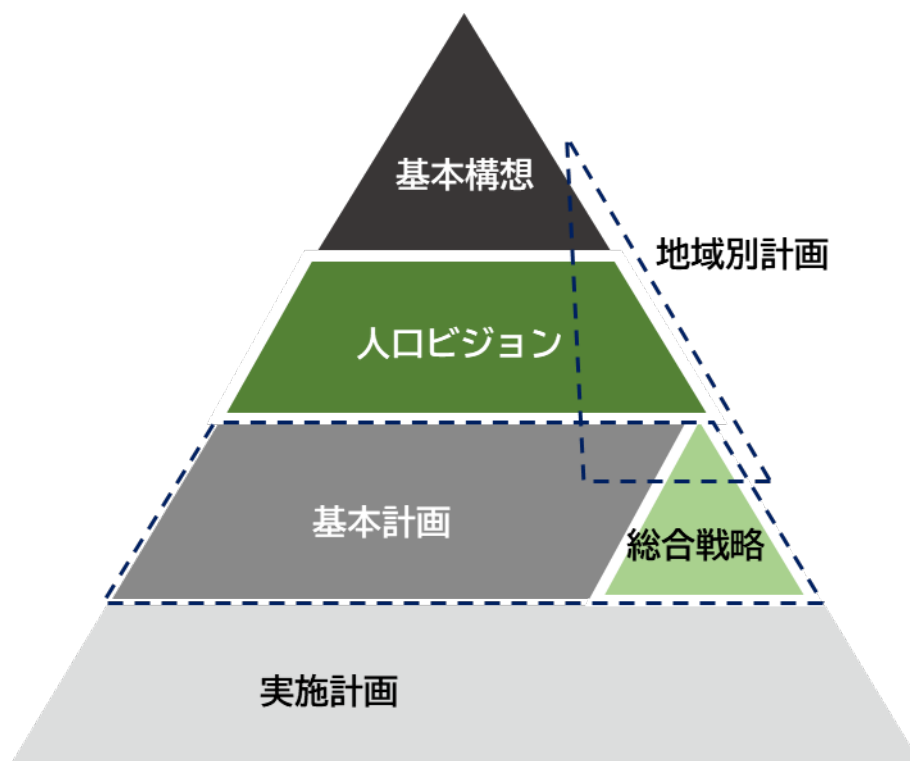 基本構想
地域別計画
人口ビジョン
基本計画
総合戦略
実施計画